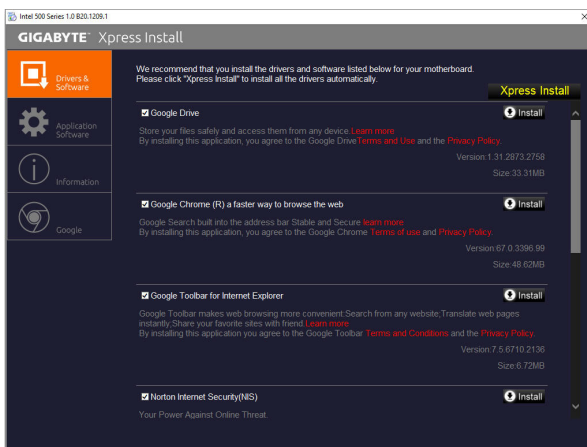 Intel 500 Series 1.0 B20.1209.1
GIGABYTE™ Xpress Install
Drivers &
Software
Application
Software
Information
Google
We recommend that you install the drivers and software listed below for your motherboard.
Please click "Xpress Install" to install all the drivers automatically.
Xpress Install
Google Drive
Install
Store your files safely and access them from any device.Learn more
By installing this application, you agree to the Google DriveTerms and Use and the Privacy Policy.
Version:1.31.2873.2758
Size:33.31MB
Google Chrome (R) a faster way to browse the web
Install
Google Search built into the address bar Stable and Secure learn more
By installing this application, you agree to the Google Chrome Terms of use and Privacy Policy.
Version:67.0.3396.99
Size:48.62MB
Google Toolbar for Internet Explorer
Install
Google Toolbar makes web browsing more convenient:Search from any website;Translate web pages
instantly;Share your favorite sites with friend.Learn more
By installing this application you agree to the Google Toolbar Terms and Conditions and the Privacy Policy.
Version:7.5.6710.2136
Size:6.72MB
Norton Internet Security(NIS)
Install
Your Power Against Online Threat.